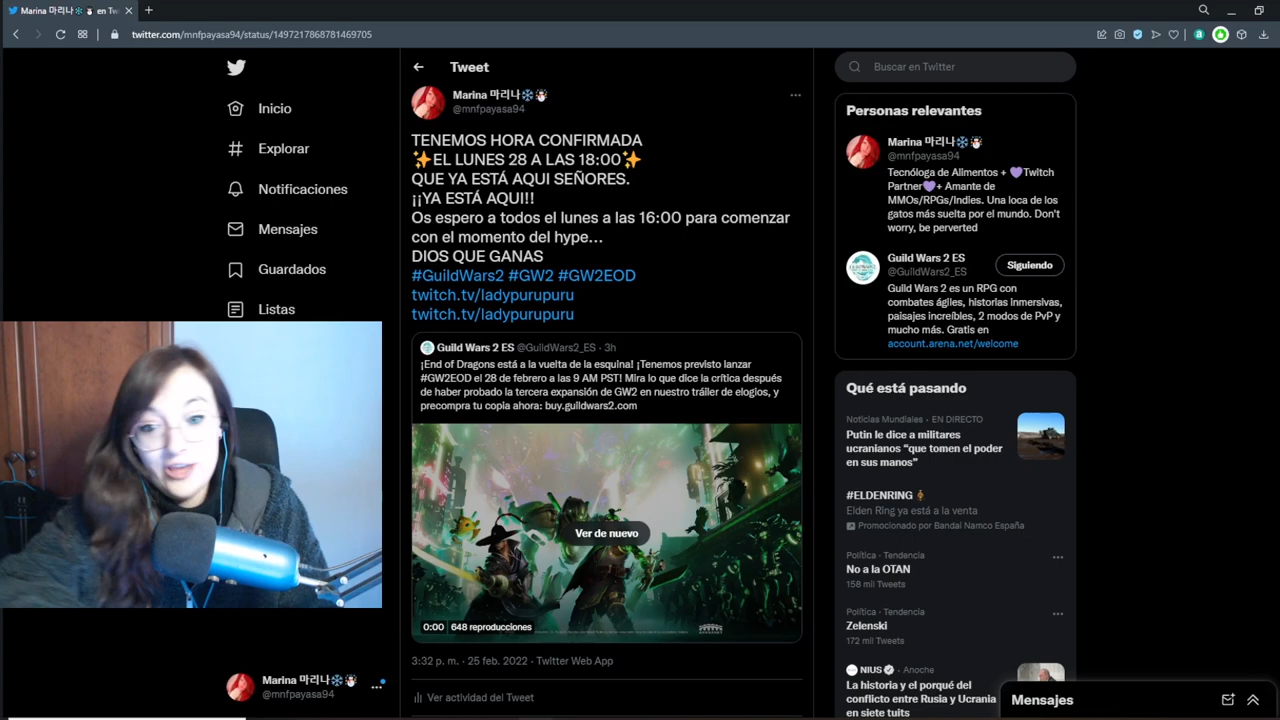 Marina 마리나❄️⛄ en Tw
twitter.com/mnfpayasa94/status/1497217868781469705
Inicio
Explorar
Notificaciones
Mensajes
Guardados
Listas
Marina 마리나❄️⛄
@mnfpayasa94
Tweet
Marina 마리나❄️⛄
@mnfpayasa94
TENEMOS HORA CONFIRMADA
✨EL LUNES 28 A LAS 18:00✨
QUE YA ESTÁ AQUI SEÑORES.
¡¡YA ESTÁ AQUI!!
Os espero a todos el lunes a las 16:00 para comenzar
con el momento del hype...
DIOS QUE GANAS
#GuildWars2 #GW2 #GW2EOD
twitch.tv/ladypurupuru
twitch.tv/ladypurupuru
Guild Wars 2 ES @GuildWars2_ES · 3h
¡End of Dragons está a la vuelta de la esquina! ¡Tenemos previsto lanzar
#GW2EOD el 28 de febrero a las 9 AM PST! Mira lo que dice la crítica después
de haber probado la tercera expansión de GW2 en nuestro tráiler de elogios, y
precompra tu copia ahora: buy.guildwars2.com
Ver de nuevo
0:00 648 reproducciones
3:32 p. m. · 25 feb. 2022 · Twitter Web App
Ver actividad del Tweet
Buscar en Twitter
Personas relevantes
Marina 마리나❄️⛄
@mnfpayasa94
Tecnóloga de Alimentos + 💜Twitch
Partner💜+ Amante de
MMOs/RPGs/Indies. Una loca de los
gatos más suelta por el mundo. Don't
worry, be perverted
Guild Wars 2 ES
@GuildWars2_ES
Siguiendo
Guild Wars 2 es un RPG con
combates ágiles, historias inmersivas,
paisajes increíbles, 2 modos de PvP y
mucho más. Gratis en
account.arena.net/welcome
Qué está pasando
Noticias Mundiales · EN DIRECTO
Putin le dice a militares
ucranianos “que tomen el poder
en sus manos”
#ELDENRING
Elden Ring ya está a la venta
Promocionado por Bandai Namco España
Política · Tendencia
No a la OTAN
158 mil Tweets
Política · Tendencia
Zelenski
172 mil Tweets
NIUS · Anoche
La historia y el porqué del
conflicto entre Rusia y Ucrania
en siete tuits
Mensajes